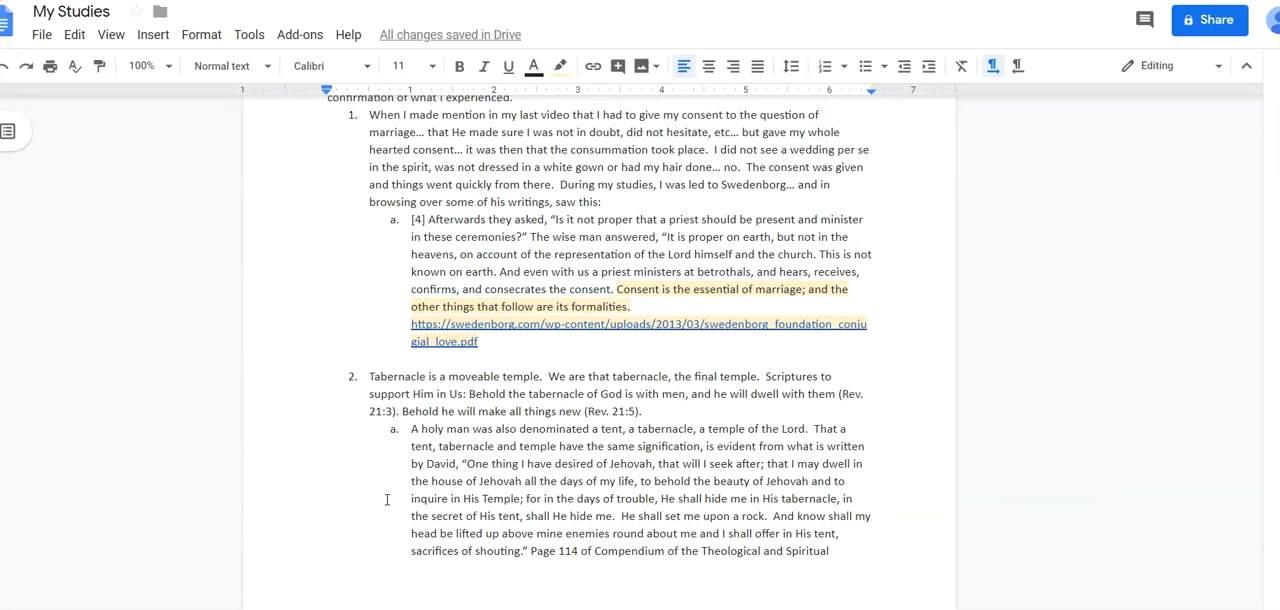 My Studies
Share
File Edit View Insert Format Tools Add-ons Help All changes saved in Drive
100% Normal text Calibri 11 B I U A Editing
1 1 2 3 4 5 6 7
confirmation of what I experienced.
1. When I made mention in my last video that I had to give my consent to the question of
marriage... that He made sure I was not in doubt, did not hesitate, etc... but gave my whole
hearted consent... it was then that the consummation took place. I did not see a wedding per se
in the spirit, was not dressed in a white gown or had my hair done... no. The consent was given
and things went quickly from there. During my studies, I was led to Swedenborg... and in
browsing over some of his writings, saw this:
a. [4] Afterwards they asked, “Is it not proper that a priest should be present and minister
in these ceremonies?” The wise man answered, “It is proper on earth, but not in the
heavens, on account of the representation of the Lord himself and the church. This is not
known on earth. And even with us a priest ministers at betrothals, and hears, receives,
confirms, and consecrates the consent. Consent is the essential of marriage; and the
other things that follow are its formalities.
https://swedenborg.com/wp-content/uploads/2013/03/swedenborg_foundation_conju
gial_love.pdf
2. Tabernacle is a moveable temple. We are that tabernacle, the final temple. Scriptures to
support Him in Us: Behold the tabernacle of God is with men, and he will dwell with them (Rev.
21:3). Behold he will make all things new (Rev. 21:5).
a. A holy man was also denominated a tent, a tabernacle, a temple of the Lord. That a
tent, tabernacle and temple have the same signification, is evident from what is written
by David, “One thing I have desired of Jehovah, that will I seek after; that I may dwell in
the house of Jehovah all the days of my life, to behold the beauty of Jehovah and to
inquire in His Temple; for in the days of trouble, He shall hide me in His tabernacle, in
the secret of His tent, shall He hide me. He shall set me upon a rock. And know shall my
head be lifted up above mine enemies round about me and I shall offer in His tent,
sacrifices of shouting.” Page 114 of Compendium of the Theological and Spiritual